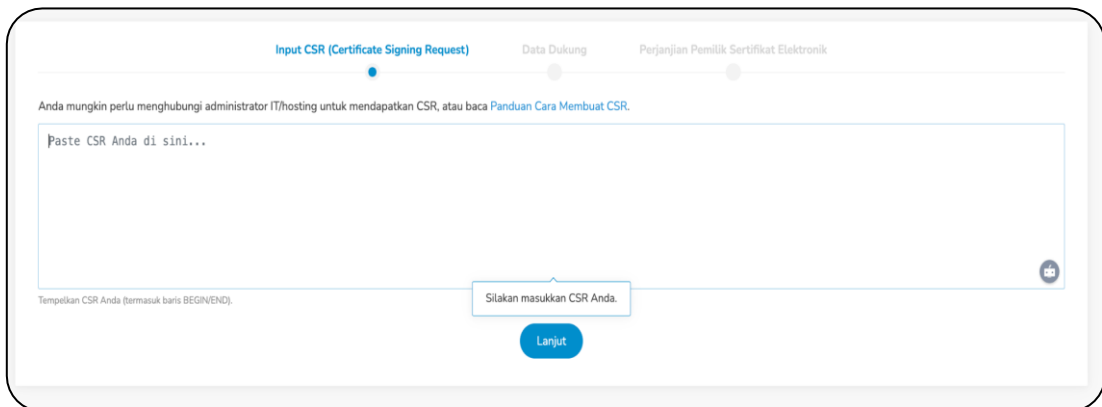 Input CSR (Certificate Signing Request) Data Dukung Perjanjian Pemilik Sertifikat Elektronik
Anda mungkin perlu menghubungi administrator IT/hosting untuk mendapatkan CSR, atau baca Panduan Cara Membuat CSR.
Paste CSR Anda di sini...
Tempelkan CSR Anda (termasuk baris BEGIN/END).
Silakan masukkan CSR Anda.
Lanjut